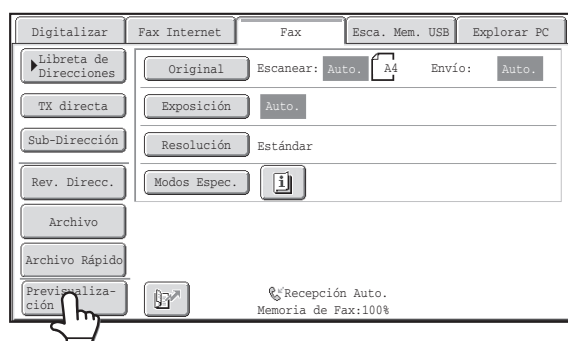 Digitalizar
Fax Internet
Fax
Esca. Mem. USB
Explorar PC
Libreta de
Direcciones
Original
Escanear:
Auto.
A4
Envío:
Auto.
TX directa
Exposición
Auto.
Sub-Dirección
Resolución
Estándar
Rev. Direcc.
Modos Espec.
Archivo
Archivo Rápido
Previsualiza-
ción
Recepción Auto.
Memoria de Fax:100%